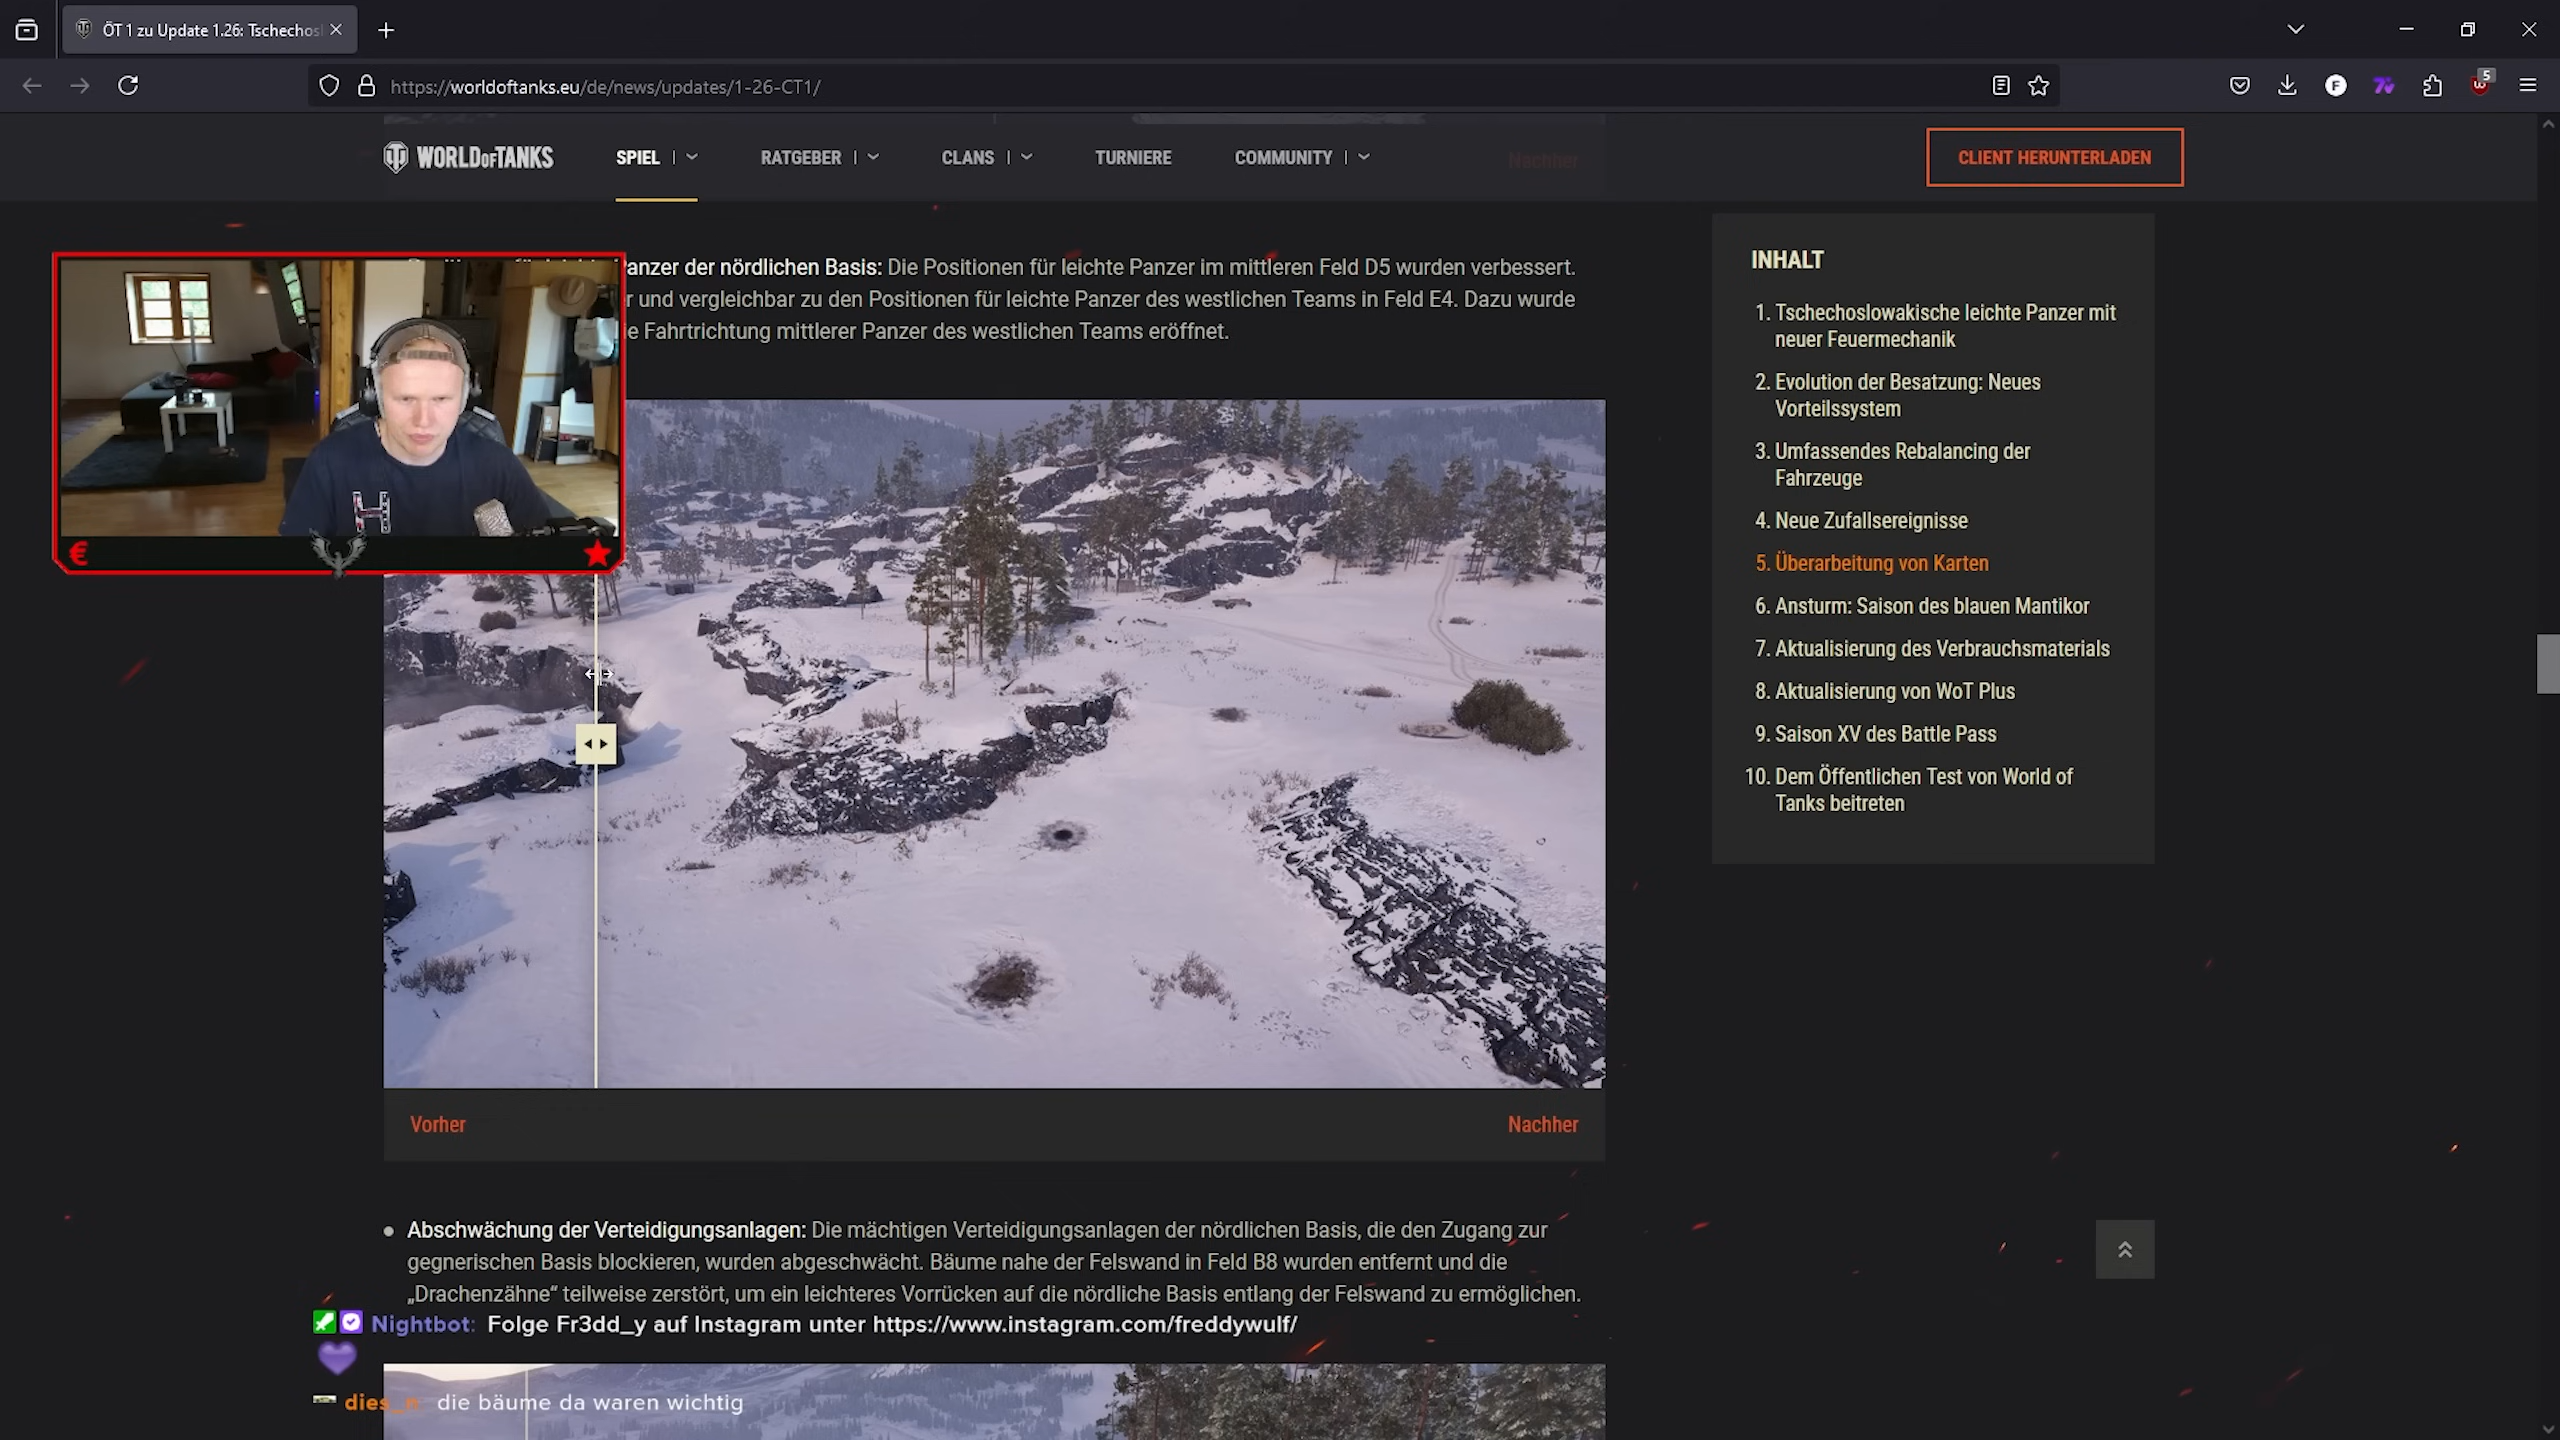 ÖT 1 zu Update 1.26: Tschechosl
https://worldoftanks.eu/de/news/updates/1-26-CT1/
5
WORLD OF TANKS
SPIEL
RATGEBER
CLANS
TURNIERE
COMMUNITY
Nachher
CLIENT HERUNTERLADEN
Panzer der nördlichen Basis: Die Positionen für leichte Panzer im mittleren Feld D5 wurden verbessert.
r und vergleichbar zu den Positionen für leichte Panzer des westlichen Teams in Feld E4. Dazu wurde
ie Fahrtrichtung mittlerer Panzer des westlichen Teams eröffnet.
H
€
Vorher
Nachher
INHALT
1. Tschechoslowakische leichte Panzer mit
neuer Feuermechanik
2. Evolution der Besatzung: Neues
Vorteilssystem
3. Umfassendes Rebalancing der
Fahrzeuge
4. Neue Zufallsereignisse
5. Überarbeitung von Karten
6. Ansturm: Saison des blauen Mantikor
7. Aktualisierung des Verbrauchsmaterials
8. Aktualisierung von WoT Plus
9. Saison XV des Battle Pass
10. Dem Öffentlichen Test von World of
Tanks beitreten
Abschwächung der Verteidigungsanlagen: Die mächtigen Verteidigungsanlagen der nördlichen Basis, die den Zugang zur
gegnerischen Basis blockieren, wurden abgeschwächt. Bäume nahe der Felswand in Feld B8 wurden entfernt und die
„Drachenzähne“ teilweise zerstört, um ein leichteres Vorrücken auf die nördliche Basis entlang der Felswand zu ermöglichen.
Nightbot: Folge Fr3dd_y auf Instagram unter https://www.instagram.com/freddywulf/
die bäume da waren wichtig